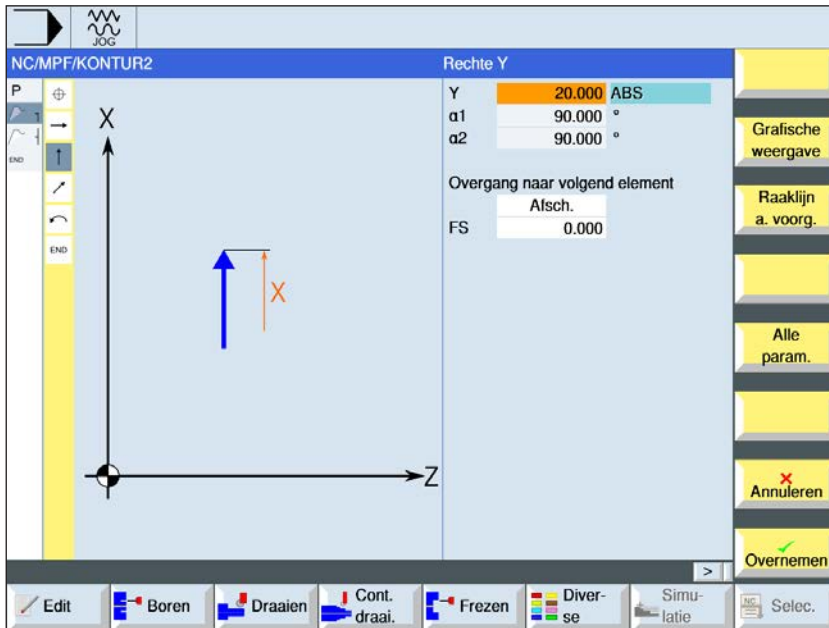 JOG
NC/MPF/KONTUR2
Rechte Y
P
1
END
END
X
X
Z
Y 20.000 ABS
α1 90.000 °
α2 90.000 °
Overgang naar volgend element
Afsch.
FS 0.000
Grafische
weergave
Raaklijn
a. voorg.
Alle
param.
Annuleren
Overnemen
>
Edit
Boren
Draaien
Cont.
draai.
Frezen
Diver-
se
Simu-
latie
NC
Selec.